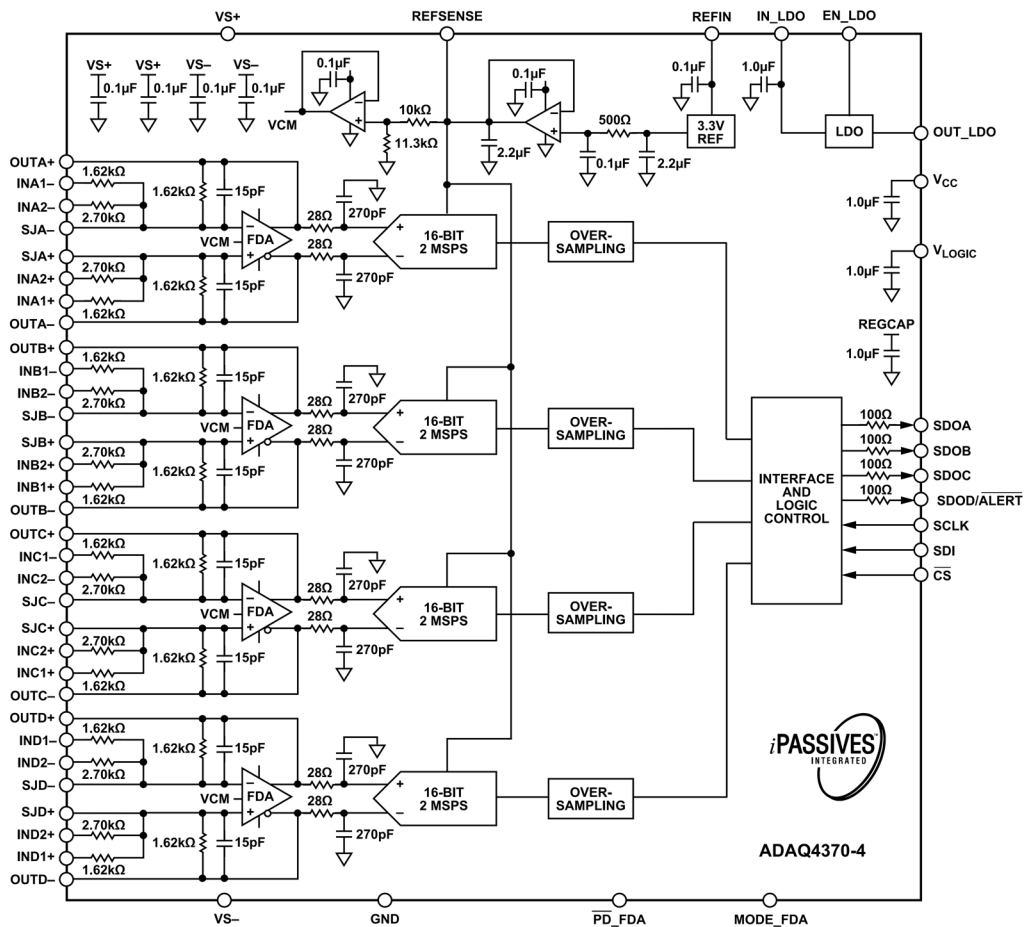 VS+ REFSENSE REFIN IN_LDO EN_LDO
VS+ VS+ VS– VS–
0.1µF 0.1µF 0.1µF 0.1µF
0.1µF 0.1µF 0.1µF 1.0µF
VCM
10kΩ 500Ω
11.3kΩ 2.2µF 0.1µF 2.2µF
3.3V
REF
LDO
OUT_LDO
VCC
1.0µF
VLOGIC
1.0µF
REGCAP
1.0µF
OUTA+
1.62kΩ
INA1–
INA2–
2.70kΩ
SJA–
1.62kΩ 15pF
28Ω 270pF
VCM FDA
28Ω 270pF
16-BIT
2 MSPS
OVER-
SAMPLING
SJA+
2.70kΩ
INA2+
INA1+
1.62kΩ
OUTA–
1.62kΩ 15pF
OUTB+
1.62kΩ
INB1–
INB2–
2.70kΩ
SJB–
1.62kΩ 15pF
28Ω 270pF
VCM FDA
28Ω 270pF
16-BIT
2 MSPS
OVER-
SAMPLING
SJB+
2.70kΩ
INB2+
INB1+
1.62kΩ
OUTB–
1.62kΩ 15pF
OUTC+
1.62kΩ
INC1–
INC2–
2.70kΩ
SJC–
1.62kΩ 15pF
28Ω 270pF
VCM FDA
28Ω 270pF
16-BIT
2 MSPS
OVER-
SAMPLING
SJC+
2.70kΩ
INC2+
INC1+
1.62kΩ
OUTC–
1.62kΩ 15pF
OUTD+
1.62kΩ
IND1–
IND2–
2.70kΩ
SJD–
1.62kΩ 15pF
28Ω 270pF
VCM FDA
28Ω 270pF
16-BIT
2 MSPS
OVER-
SAMPLING
SJD+
2.70kΩ
IND2+
IND1+
1.62kΩ
OUTD–
1.62kΩ 15pF
INTERFACE
AND
LOGIC
CONTROL
100Ω SDOA
100Ω SDOB
100Ω SDOC
100Ω SDOD/ALERT
SCLK
SDI
CS
iPASSIVES™
INTEGRATED
ADAQ4370-4
VS– GND PD_FDA MODE_FDA